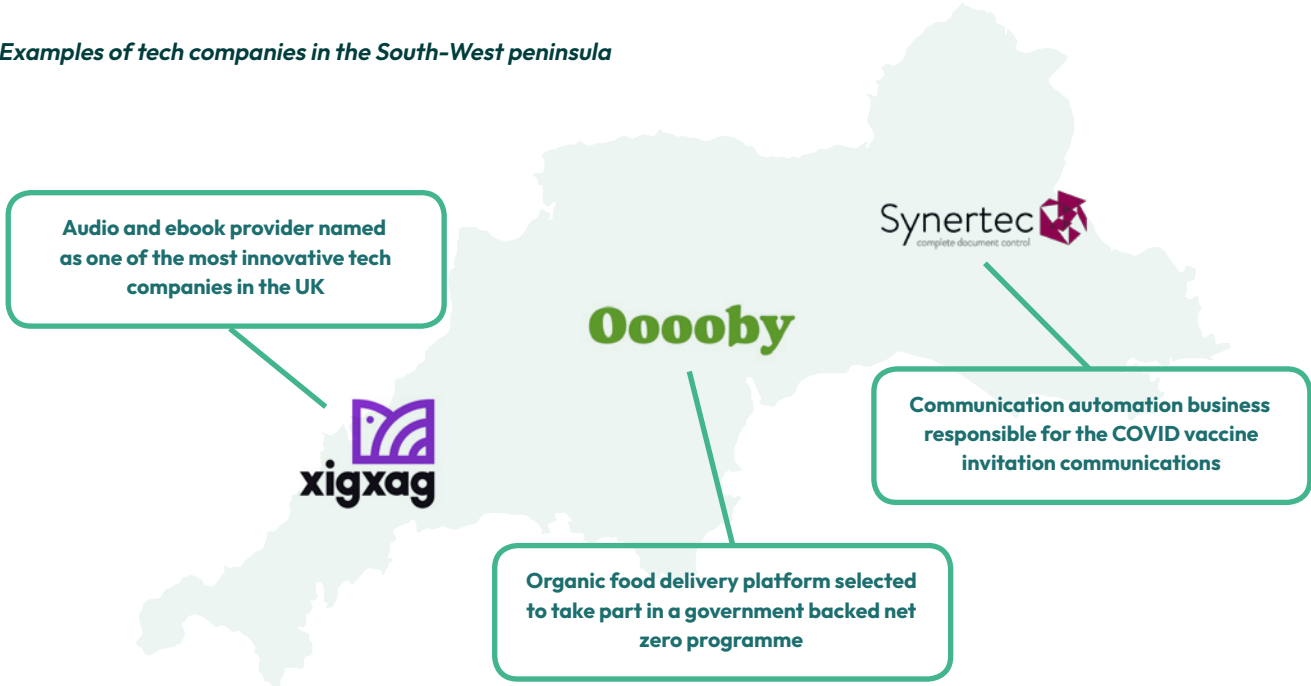 Examples of tech companies in the South-West peninsula
Audio and ebook provider named
as one of the most innovative tech
companies in the UK
Synertec
complete document control
Ooooby
xigxag
Communication automation business
responsible for the COVID vaccine
invitation communications
Organic food delivery platform selected
to take part in a government backed net
zero programme